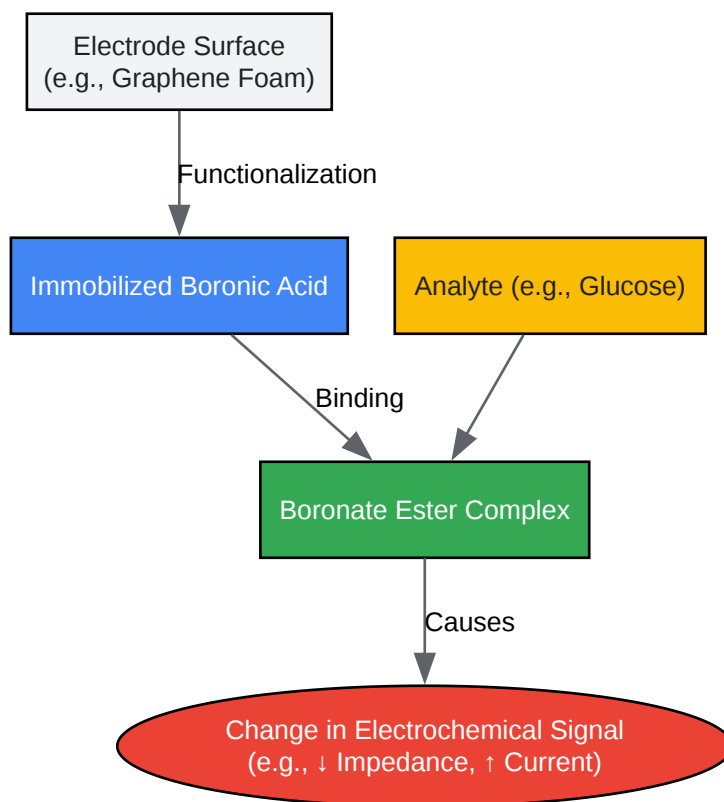 Electrode Surface
(e.g., Graphene Foam)
Functionalization
Immobilized Boronic Acid
Analyte (e.g., Glucose)
Binding
Boronate Ester Complex
Causes
Change in Electrochemical Signal
(e.g., ↓ Impedance, ↑ Current)